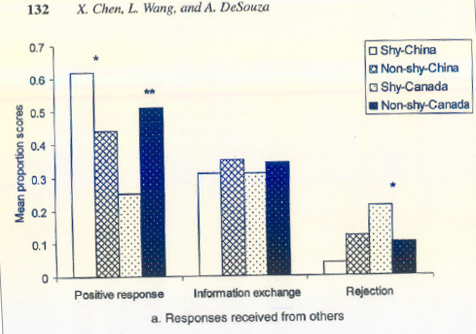 132 X. Chen, L. Wang, and A. DeSouza
0.7
0.6
0.5
0.4
0.3
0.2
0.1
0
Mean proportion scores
*
**
*
Shy-China
Non-shy-China
Shy-Canada
Non-shy-Canada
Positive response Information exchange Rejection
a. Responses received from others